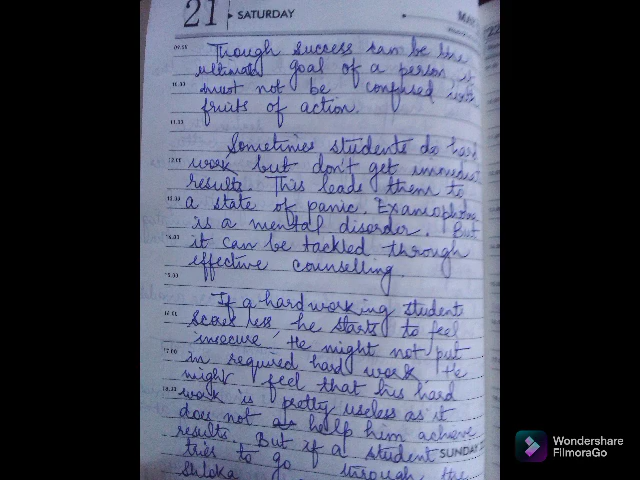 21 SATURDAY
MAY
Though success can be the
ultimate goal of a person it
must not be confused with
fruits of action.
Sometimes students do hard
work but don't get immediate
results. This leads them to
a state of panic. Examophobia
is a mental disorder. But
it can be tackled through
effective counselling.
If a hardworking student
scores less he starts to feel
insecure. He might not put
in required hard work. He
might feel that his hard
work is pretty useless as it
does not as help him achieve
results. But if a student
SUNDAY
tries to go through the
Shloka
Wondershare
FilmoraGo